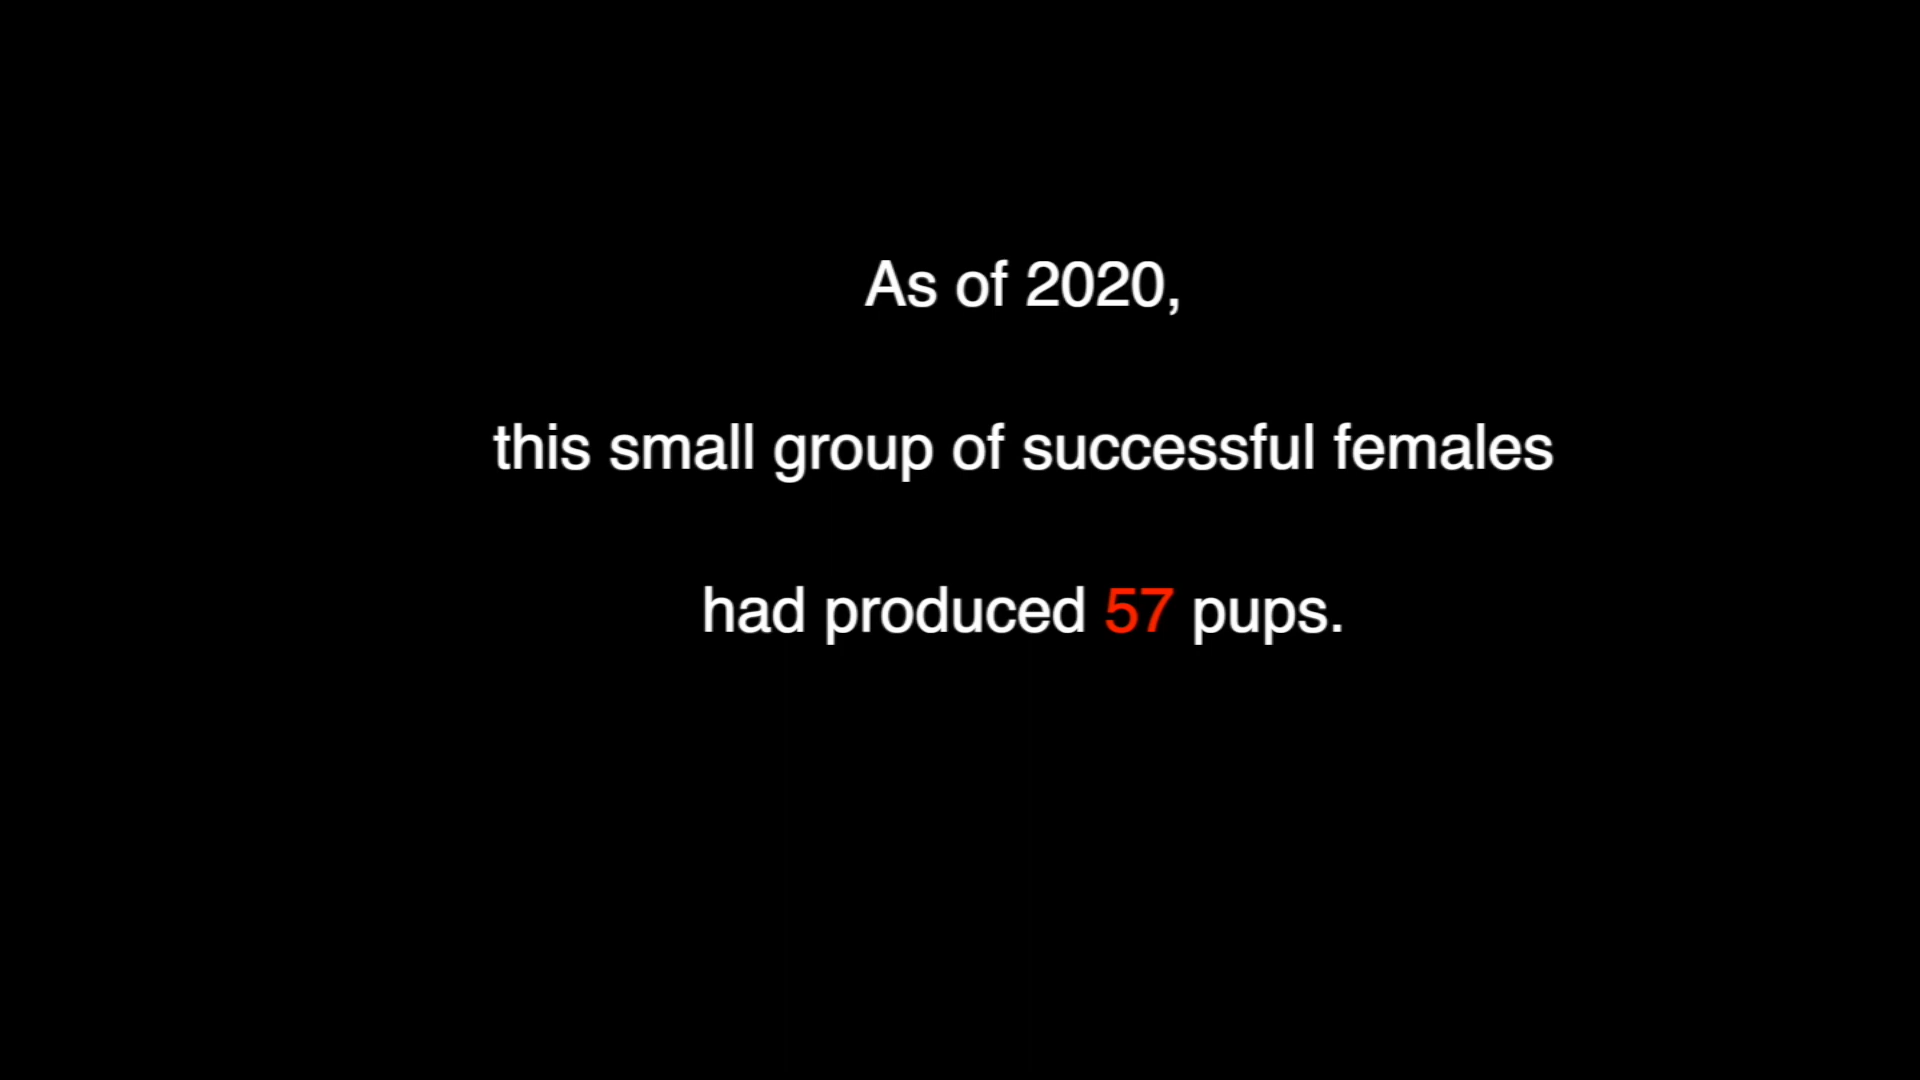 As of 2020,
this small group of successful females
had produced 57 pups.